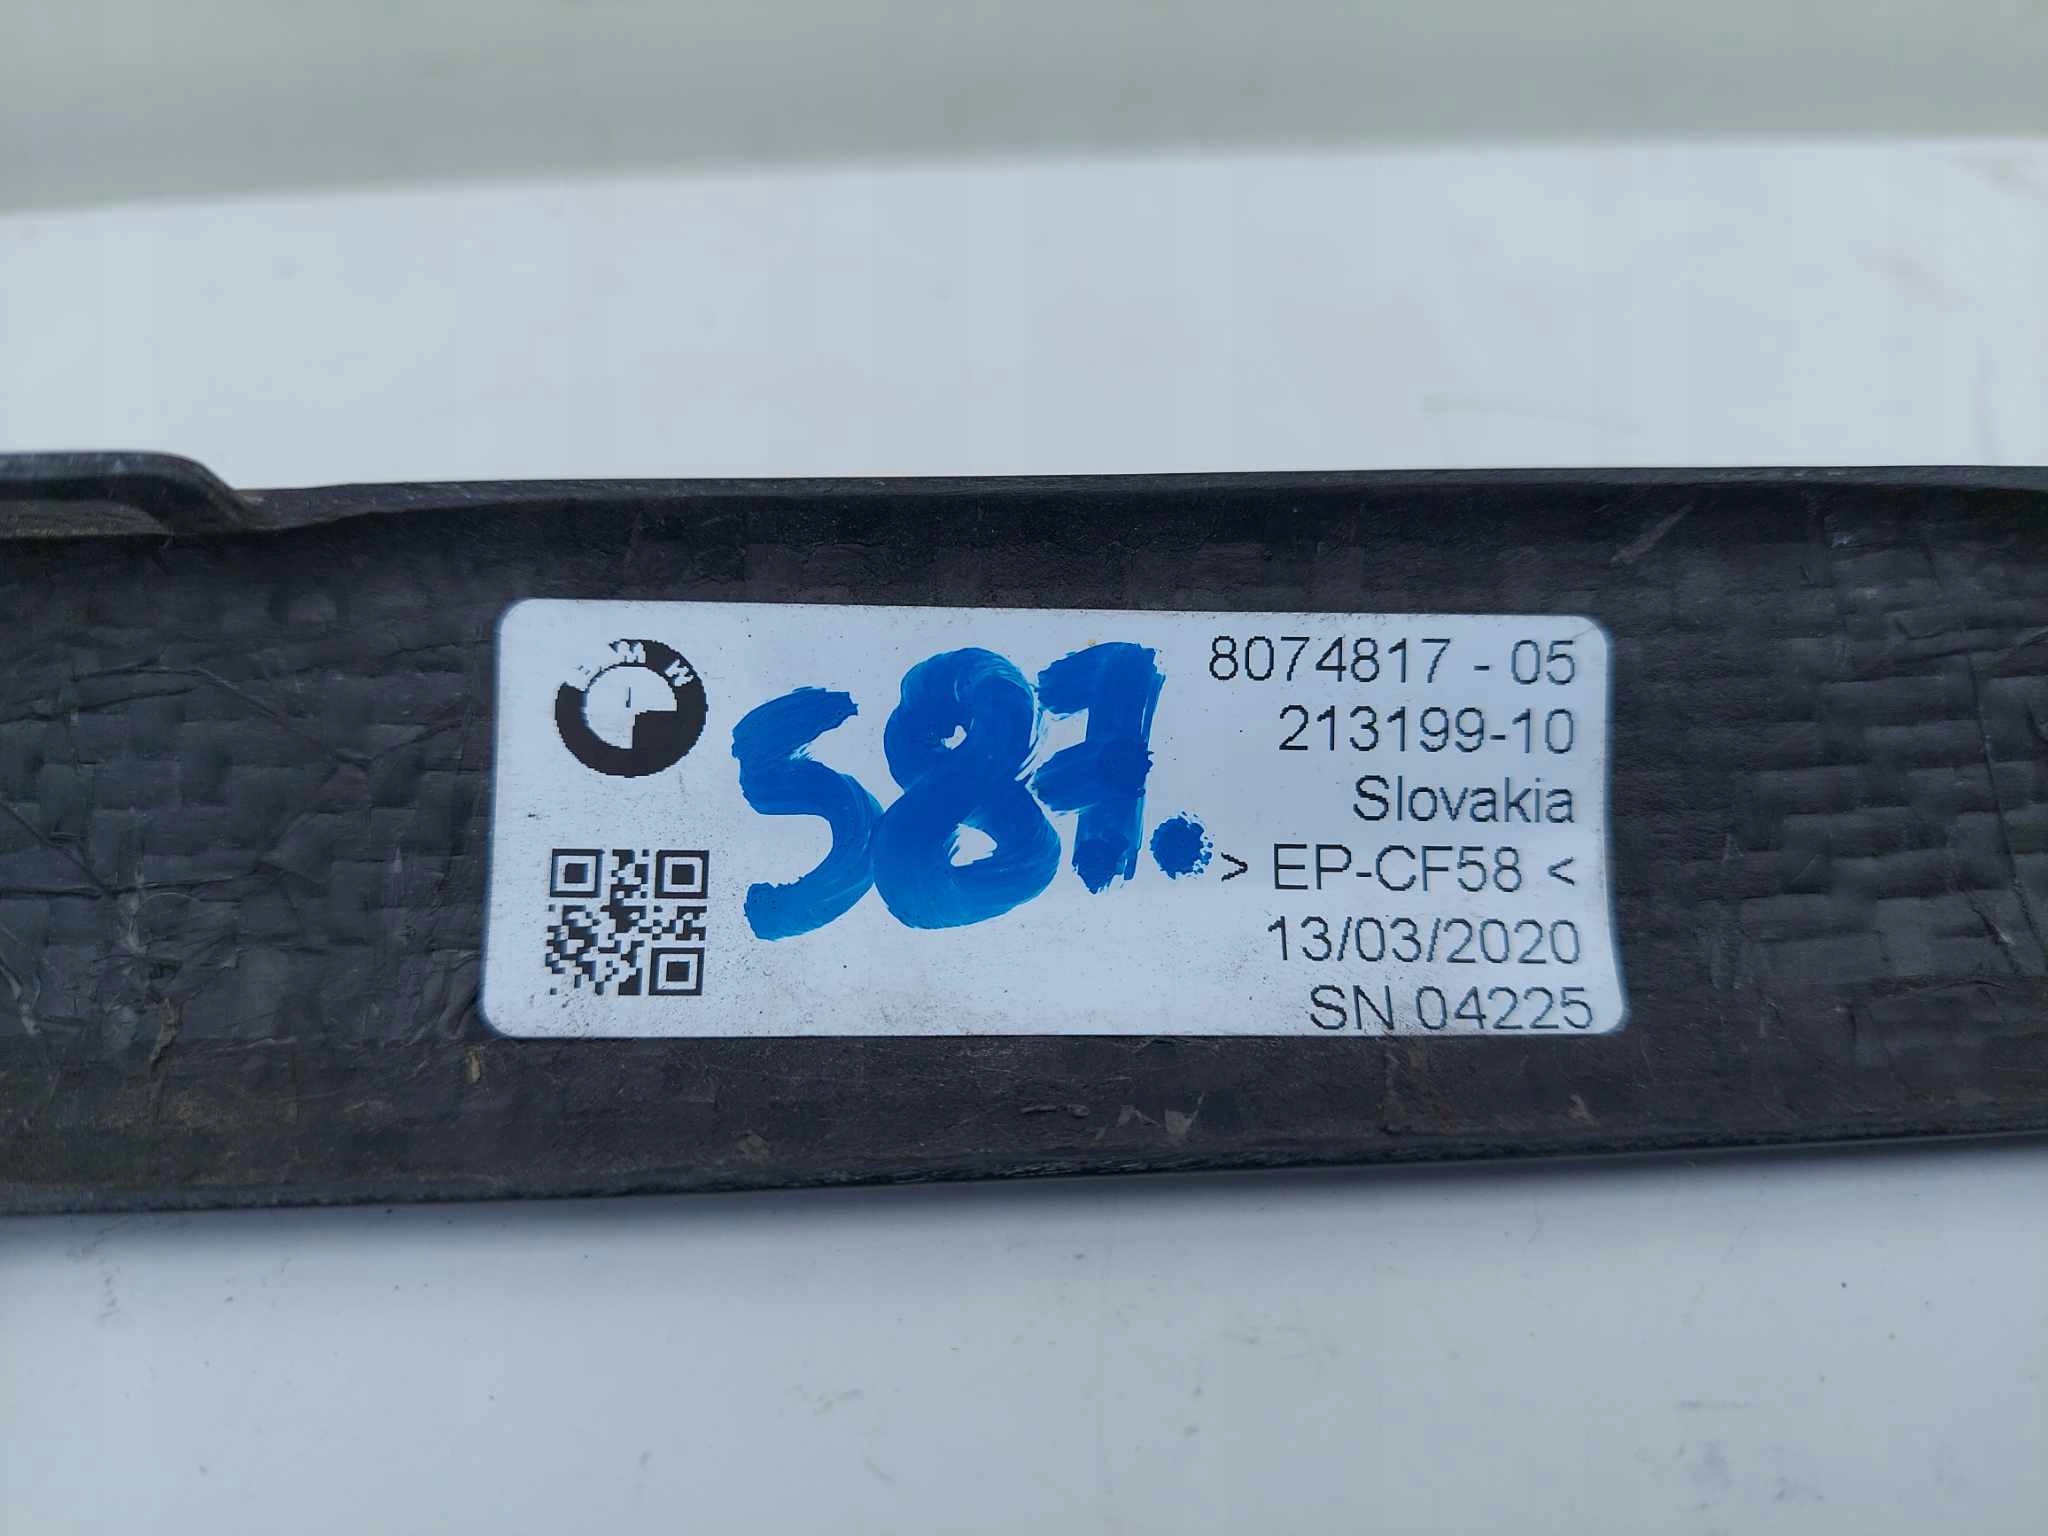 BMW
587.
8074817 - 05
213199-10
Slovakia
> EP-CF58 <
13/03/2020
SN 04225